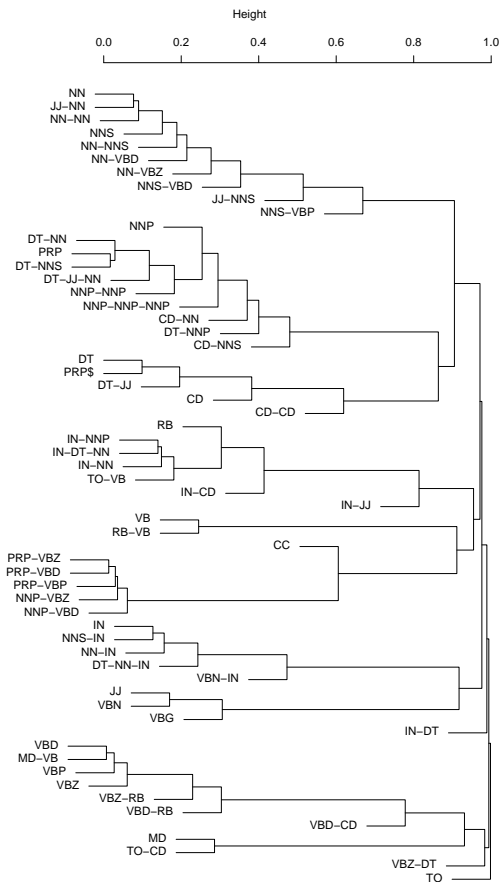 Height
0.0 0.2 0.4 0.6 0.8 1.0
NN
JJ–NN
NN–NN
NNS
NN–NNS
NN–VBD
NN–VBZ
NNS–VBD
JJ–NNS
NNS–VBP
NNP
DT–NN
PRP
DT–NNS
DT–JJ–NN
NNP–NNP
NNP–NNP–NNP
CD–NN
DT–NNP
CD–NNS
DT
PRP$
DT–JJ
CD
CD–CD
RB
IN–NNP
IN–DT–NN
IN–NN
TO–VB
IN–CD
IN–JJ
VB
RB–VB
CC
PRP–VBZ
PRP–VBD
PRP–VBP
NNP–VBZ
NNP–VBD
IN
NNS–IN
NN–IN
DT–NN–IN
VBN–IN
JJ
VBN
VBG
IN–DT
VBD
MD–VB
VBP
VBZ
VBZ–RB
VBD–RB
VBD–CD
MD
TO–CD
VBZ–DT
TO